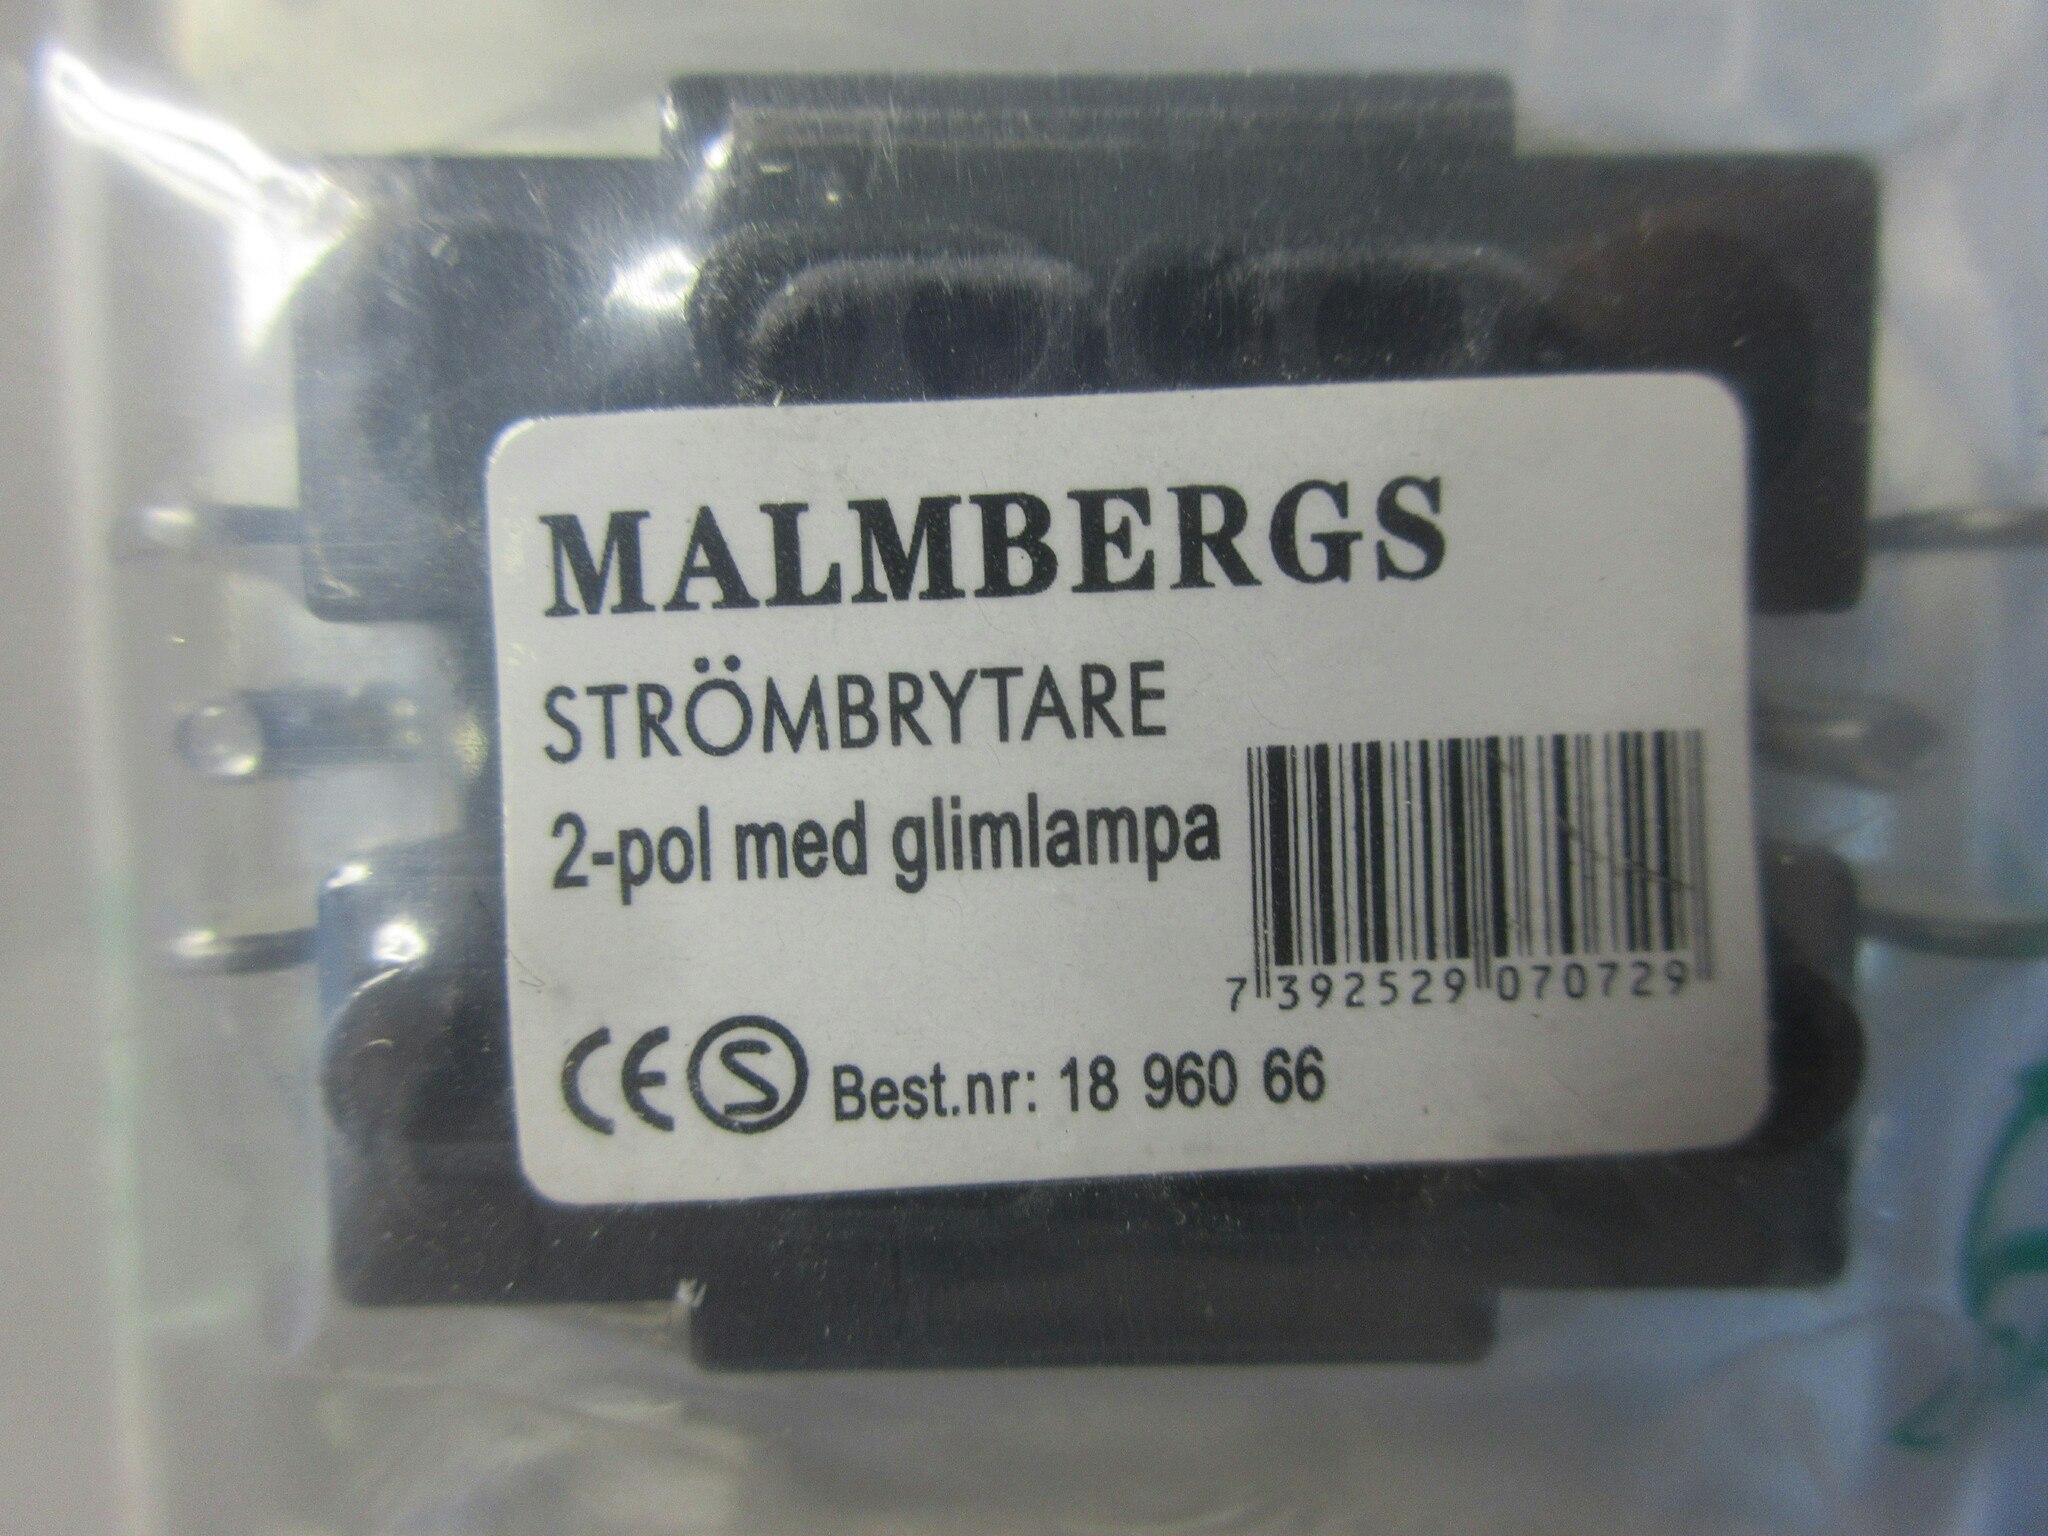 MALMBERGS
STRÖMBRYTARE
2-pol med glimlampa
7 392529 070729
CE S Best.nr: 18 960 66